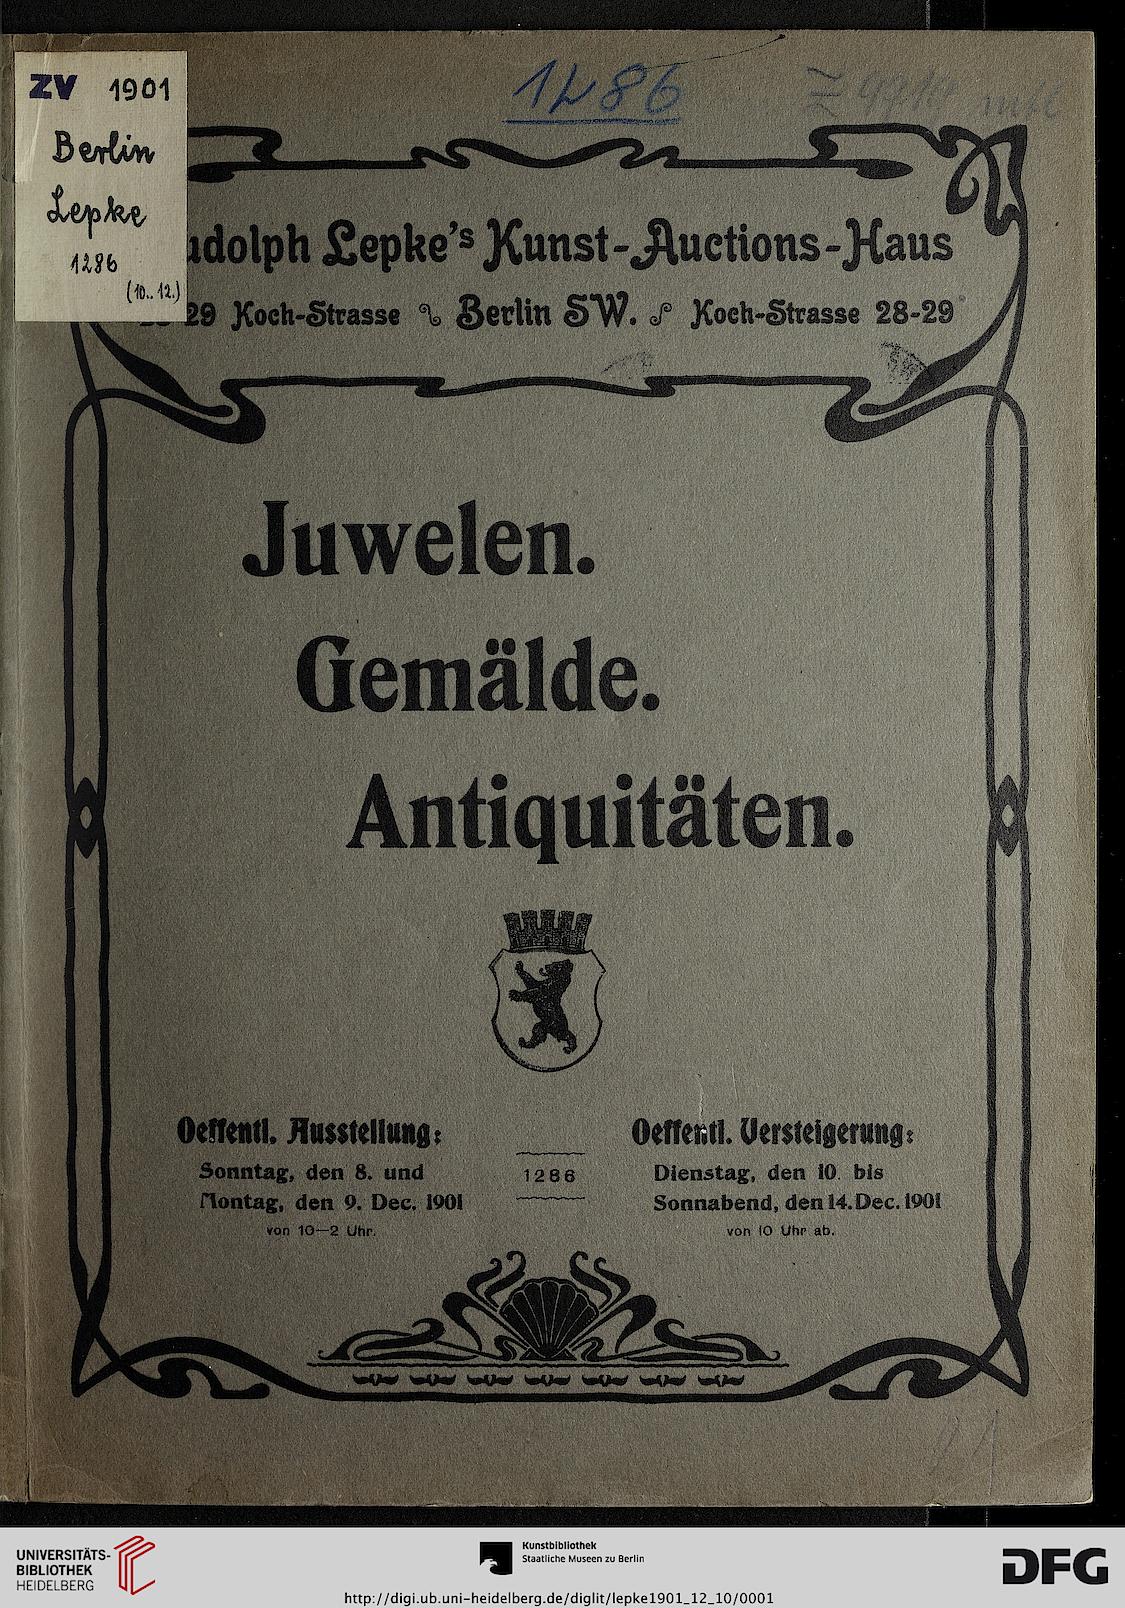 ZV 1901
Berlin
Lepke
1286
(10.. 12.)
1286
udolph Lepke's Kunst-Auctions-Haus
29 Koch-Strasse Berlin SW. Koch-Strasse 28-29
Juwelen.
Gemälde.
Antiquitäten.
Oeffentl. Ausstellung:
Sonntag, den 8. und
Montag, den 9. Dec. 1901
von 10—2 Uhr.
1286
Oeffentl. Versteigerung:
Dienstag, den 10. bis
Sonnabend, den 14. Dec. 1901
von 10 Uhr ab.
UNIVERSITÄTS-
BIBLIOTHEK
HEIDELBERG
Kunstbibliothek
Staatliche Museen zu Berlin
DFG
http://digi.ub.uni-heidelberg.de/diglit/lepke1901_12_10/0001